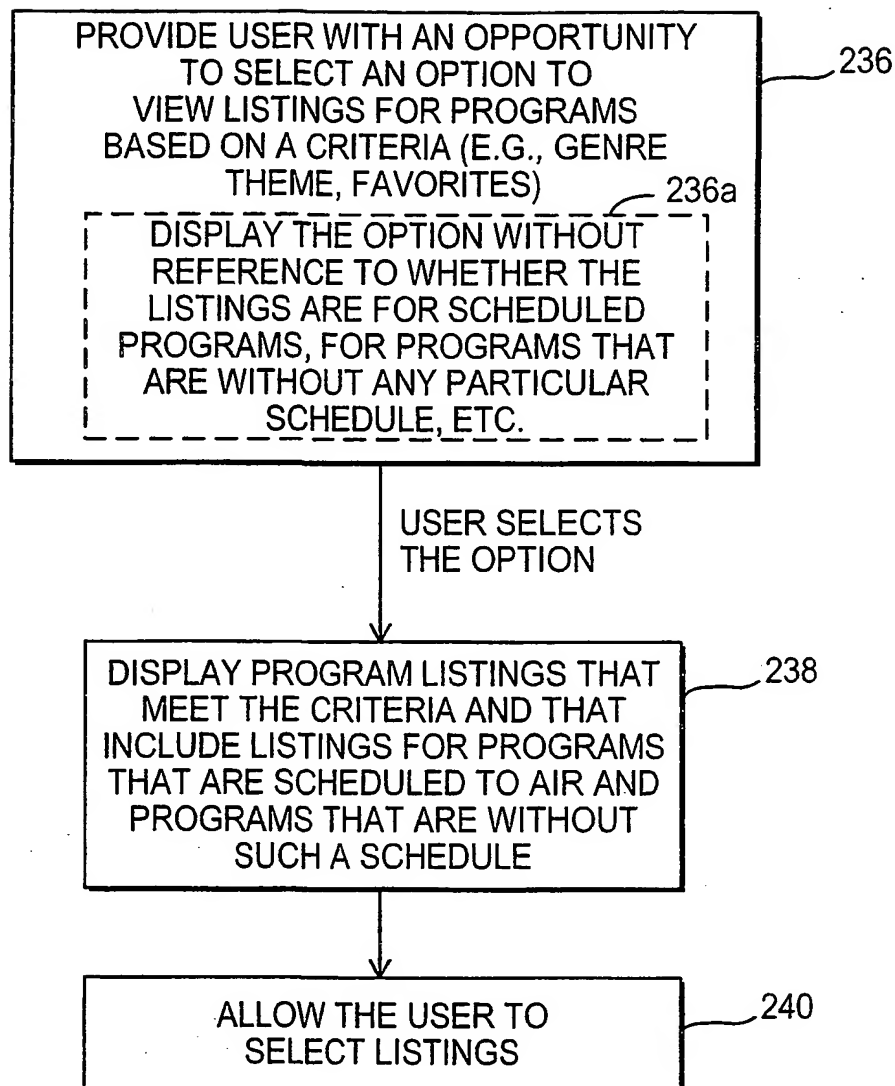 PROVIDE USER WITH AN OPPORTUNITY
TO SELECT AN OPTION TO
VIEW LISTINGS FOR PROGRAMS
BASED ON A CRITERIA (E.G., GENRE
THEME, FAVORITES)
236
236a
DISPLAY THE OPTION WITHOUT
REFERENCE TO WHETHER THE
LISTINGS ARE FOR SCHEDULED
PROGRAMS, FOR PROGRAMS THAT
ARE WITHOUT ANY PARTICULAR
SCHEDULE, ETC.
USER SELECTS
THE OPTION
DISPLAY PROGRAM LISTINGS THAT
MEET THE CRITERIA AND THAT
INCLUDE LISTINGS FOR PROGRAMS
THAT ARE SCHEDULED TO AIR AND
PROGRAMS THAT ARE WITHOUT
SUCH A SCHEDULE
238
ALLOW THE USER TO
SELECT LISTINGS
240